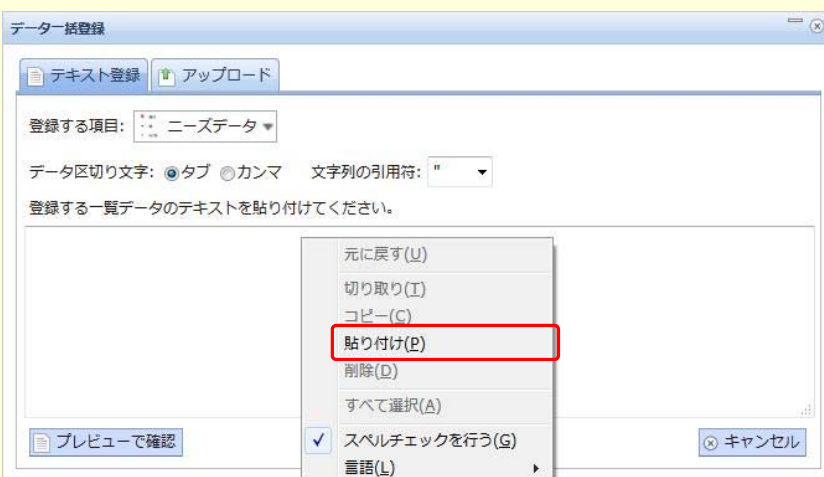 データ一括登録
テキスト登録 アップロード
登録する項目: ニーズデータ
データ区切り文字: タブ カンマ 文字列の引用符: "
登録する一覧データのテキストを貼り付けてください。
元に戻す(U)
切り取り(T)
コピー(C)
貼り付け(P)
削除(D)
すべて選択(A)
プレビューで確認 スペルチェックを行う(G) キャンセル
言語(L)